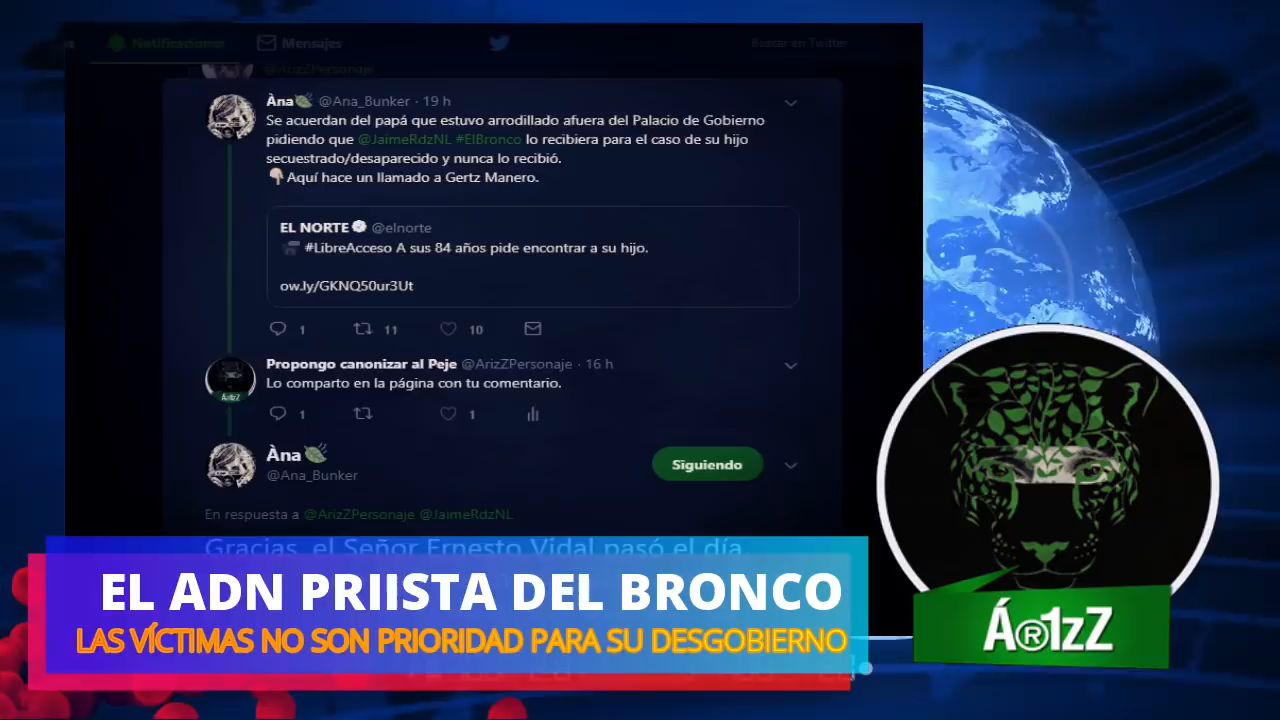 Notificaciones
Mensajes
Buscar en Twitter
@ArizZPersonaje
Àna @Ana_Bunker · 19 h
Se acuerdan del papá que estuvo arrodillado afuera del Palacio de Gobierno
pidiendo que @JaimeRdzNL #ElBronco lo recibiera para el caso de su hijo
secuestrado/desaparecido y nunca lo recibió.
Aquí hace un llamado a Gertz Manero.
EL NORTE @elnorte
#LibreAcceso A sus 84 años pide encontrar a su hijo.
ow.ly/GKNQ50ur3Ut
1 11 10
Propongo canonizar al Peje @ArizZPersonaje · 16 h
Lo comparto en la página con tu comentario.
1 1
Àna
@Ana_Bunker
Siguiendo
En respuesta a @ArizZPersonaje @JaimeRdzNL
Gracias, el Señor Ernesto Vidal pasó el día
EL ADN PRIISTA DEL BRONCO
LAS VÍCTIMAS NO SON PRIORIDAD PARA SU DESGOBIERNO
Á®1zZ